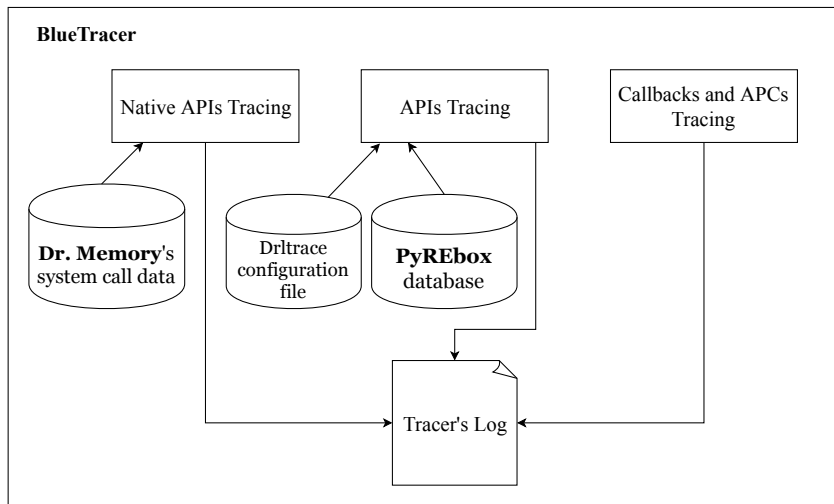 BlueTracer
Native APIs Tracing
APIs Tracing
Callbacks and APCs
Tracing
Dr. Memory's
system call data
Drltrace
configuration
file
PyREbox
database
Tracer's Log